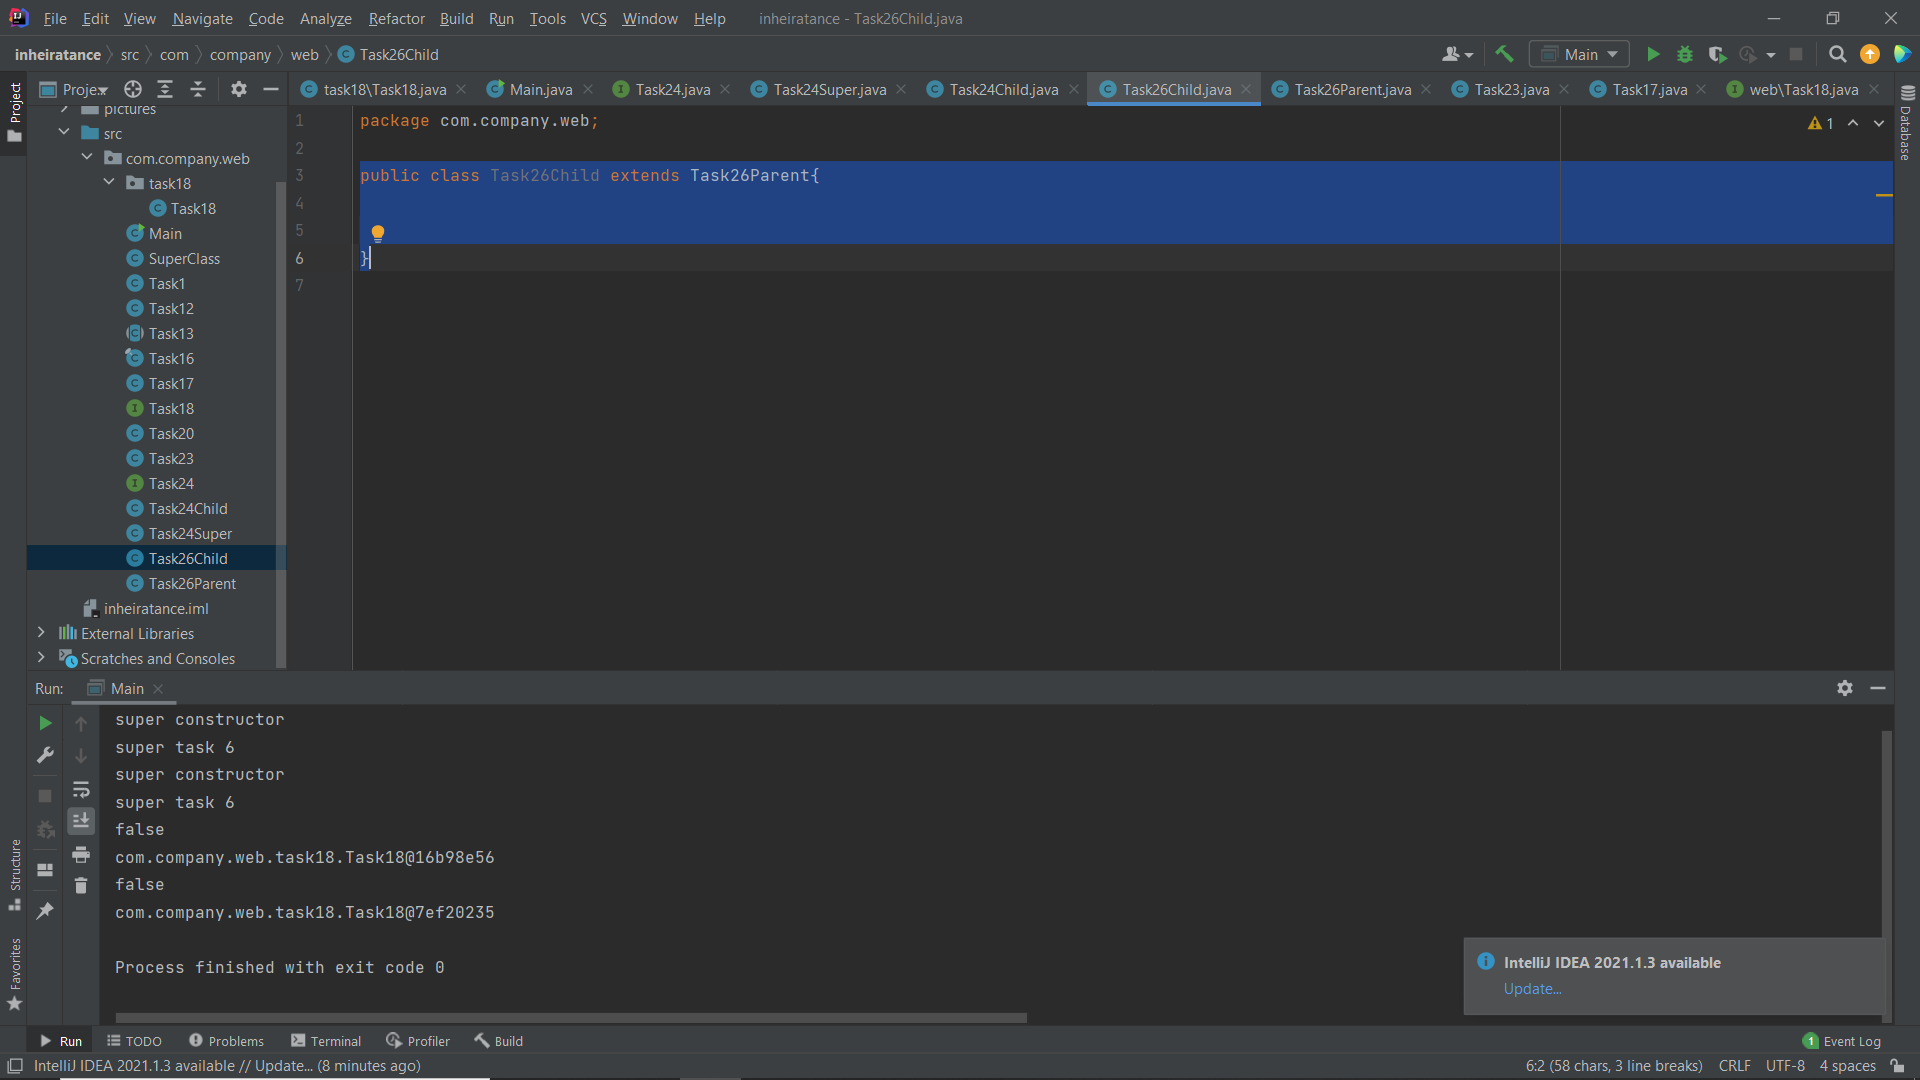 File Edit View Navigate Code Analyze Refactor Build Run Tools VCS Window Help inheiratance - Task26Child.java
inheiratance src com company web Task26Child Main
Project
Proje... task18\Task18.java Main.java Task24.java Task24Super.java Task24Child.java Task26Child.java Task26Parent.java Task23.java Task17.java web\Task18.java
Database
pictures
src
com.company.web
task18
Task18
Main
SuperClass
Task1
Task12
Task13
Task16
Task17
Task18
Task20
Task23
Task24
Task24Child
Task24Super
Task26Child
Task26Parent
inheiratance.iml
External Libraries
Scratches and Consoles
1 package com.company.web;
2
3 public class Task26Child extends Task26Parent{
4
5
6 }
7
1
Run: Main
super constructor
super task 6
super constructor
super task 6
false
com.company.web.task18.Task18@16b98e56
false
com.company.web.task18.Task18@7ef20235
Process finished with exit code 0
Structure
Favorites
IntelliJ IDEA 2021.1.3 available
Update...
Run TODO Problems Terminal Profiler Build 1 Event Log
IntelliJ IDEA 2021.1.3 available // Update... (8 minutes ago) 6:2 (58 chars, 3 line breaks) CRLF UTF-8 4 spaces